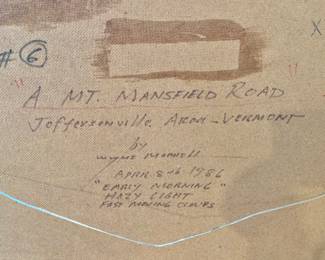 # 6
X
" A MT. MANSFIELD ROAD "
Jeffersonville Area - VERMONT
by
Wayne Morrell
APRIL 8th 1986
"EARLY MORNING"
HAZY LIGHT
FAST MOVING CLOUDS